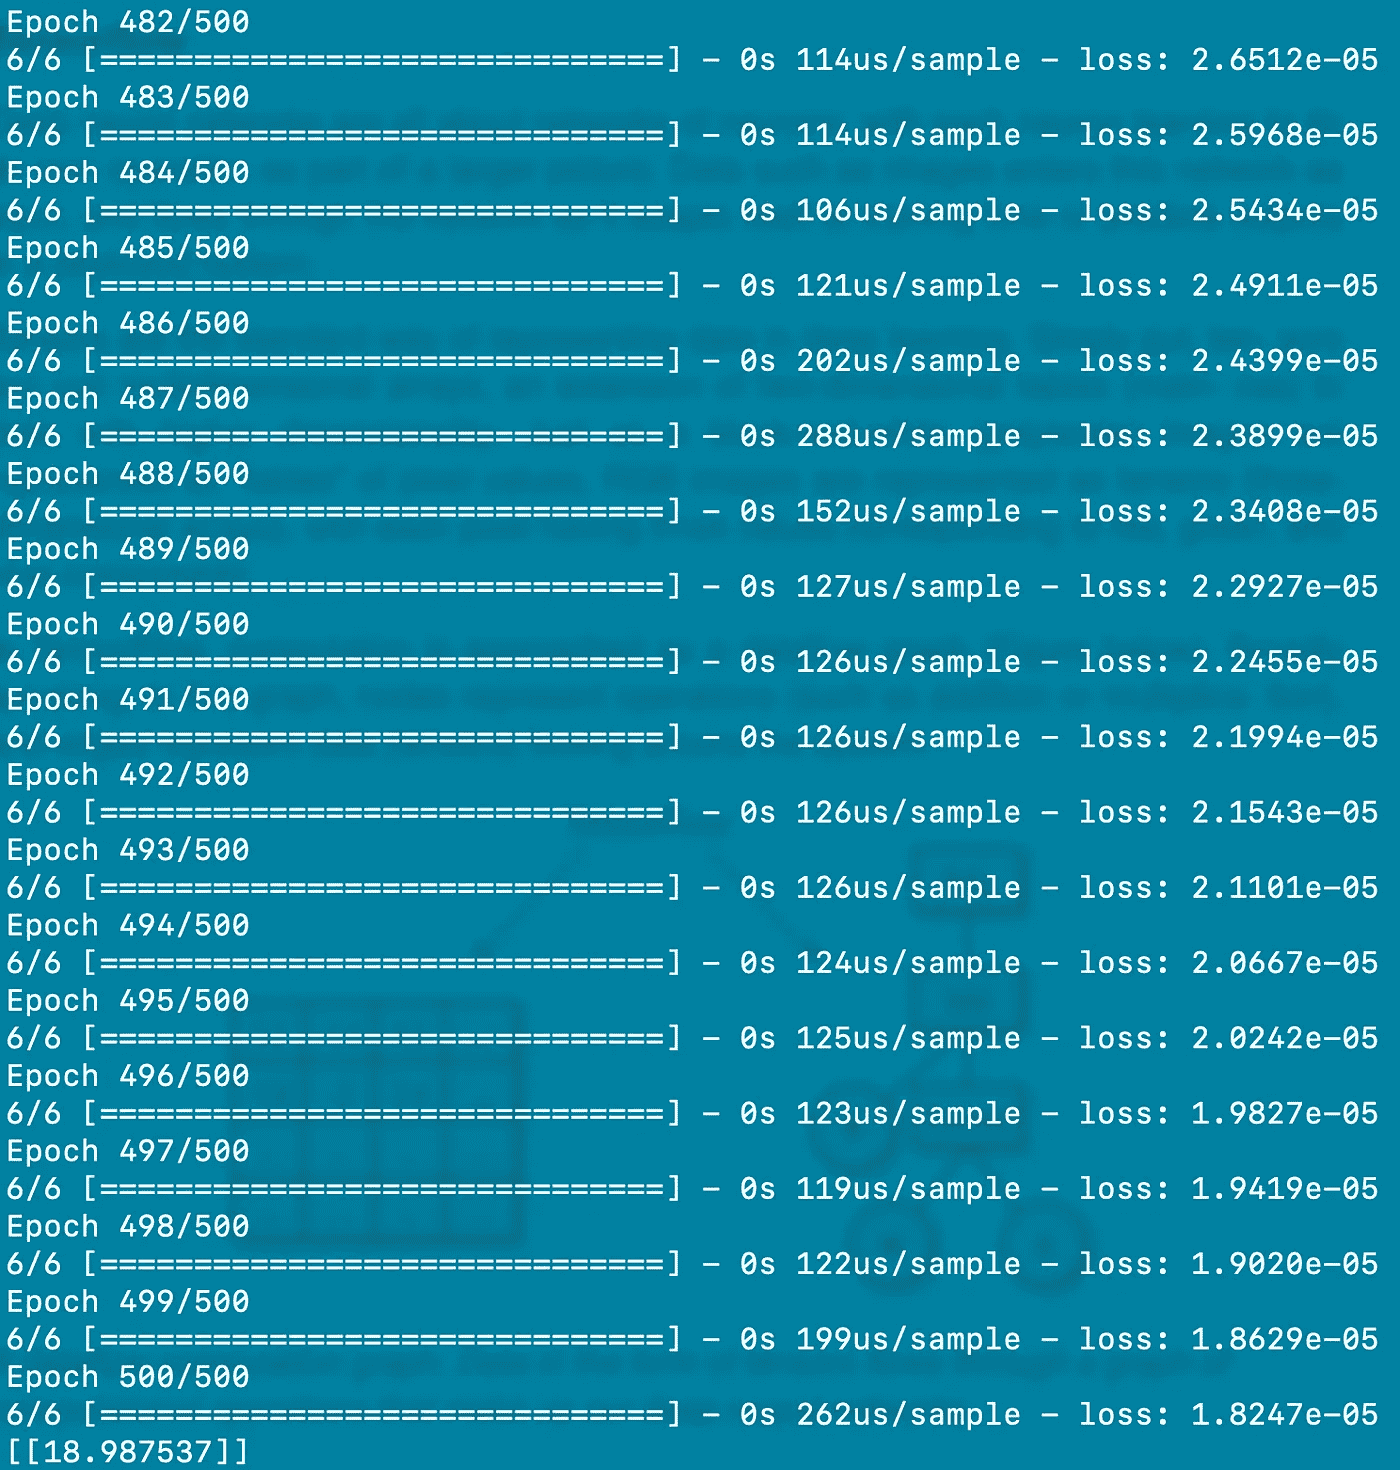 Epoch 482/500
6/6 [==============================] - 0s 114us/sample - loss: 2.6512e-05
Epoch 483/500
6/6 [==============================] - 0s 114us/sample - loss: 2.5968e-05
Epoch 484/500
6/6 [==============================] - 0s 106us/sample - loss: 2.5434e-05
Epoch 485/500
6/6 [==============================] - 0s 121us/sample - loss: 2.4911e-05
Epoch 486/500
6/6 [==============================] - 0s 202us/sample - loss: 2.4399e-05
Epoch 487/500
6/6 [==============================] - 0s 288us/sample - loss: 2.3899e-05
Epoch 488/500
6/6 [==============================] - 0s 152us/sample - loss: 2.3408e-05
Epoch 489/500
6/6 [==============================] - 0s 127us/sample - loss: 2.2927e-05
Epoch 490/500
6/6 [==============================] - 0s 126us/sample - loss: 2.2455e-05
Epoch 491/500
6/6 [==============================] - 0s 126us/sample - loss: 2.1994e-05
Epoch 492/500
6/6 [==============================] - 0s 126us/sample - loss: 2.1543e-05
Epoch 493/500
6/6 [==============================] - 0s 126us/sample - loss: 2.1101e-05
Epoch 494/500
6/6 [==============================] - 0s 124us/sample - loss: 2.0667e-05
Epoch 495/500
6/6 [==============================] - 0s 125us/sample - loss: 2.0242e-05
Epoch 496/500
6/6 [==============================] - 0s 123us/sample - loss: 1.9827e-05
Epoch 497/500
6/6 [==============================] - 0s 119us/sample - loss: 1.9419e-05
Epoch 498/500
6/6 [==============================] - 0s 122us/sample - loss: 1.9020e-05
Epoch 499/500
6/6 [==============================] - 0s 199us/sample - loss: 1.8629e-05
Epoch 500/500
6/6 [==============================] - 0s 262us/sample - loss: 1.8247e-05
[[18.987537]]